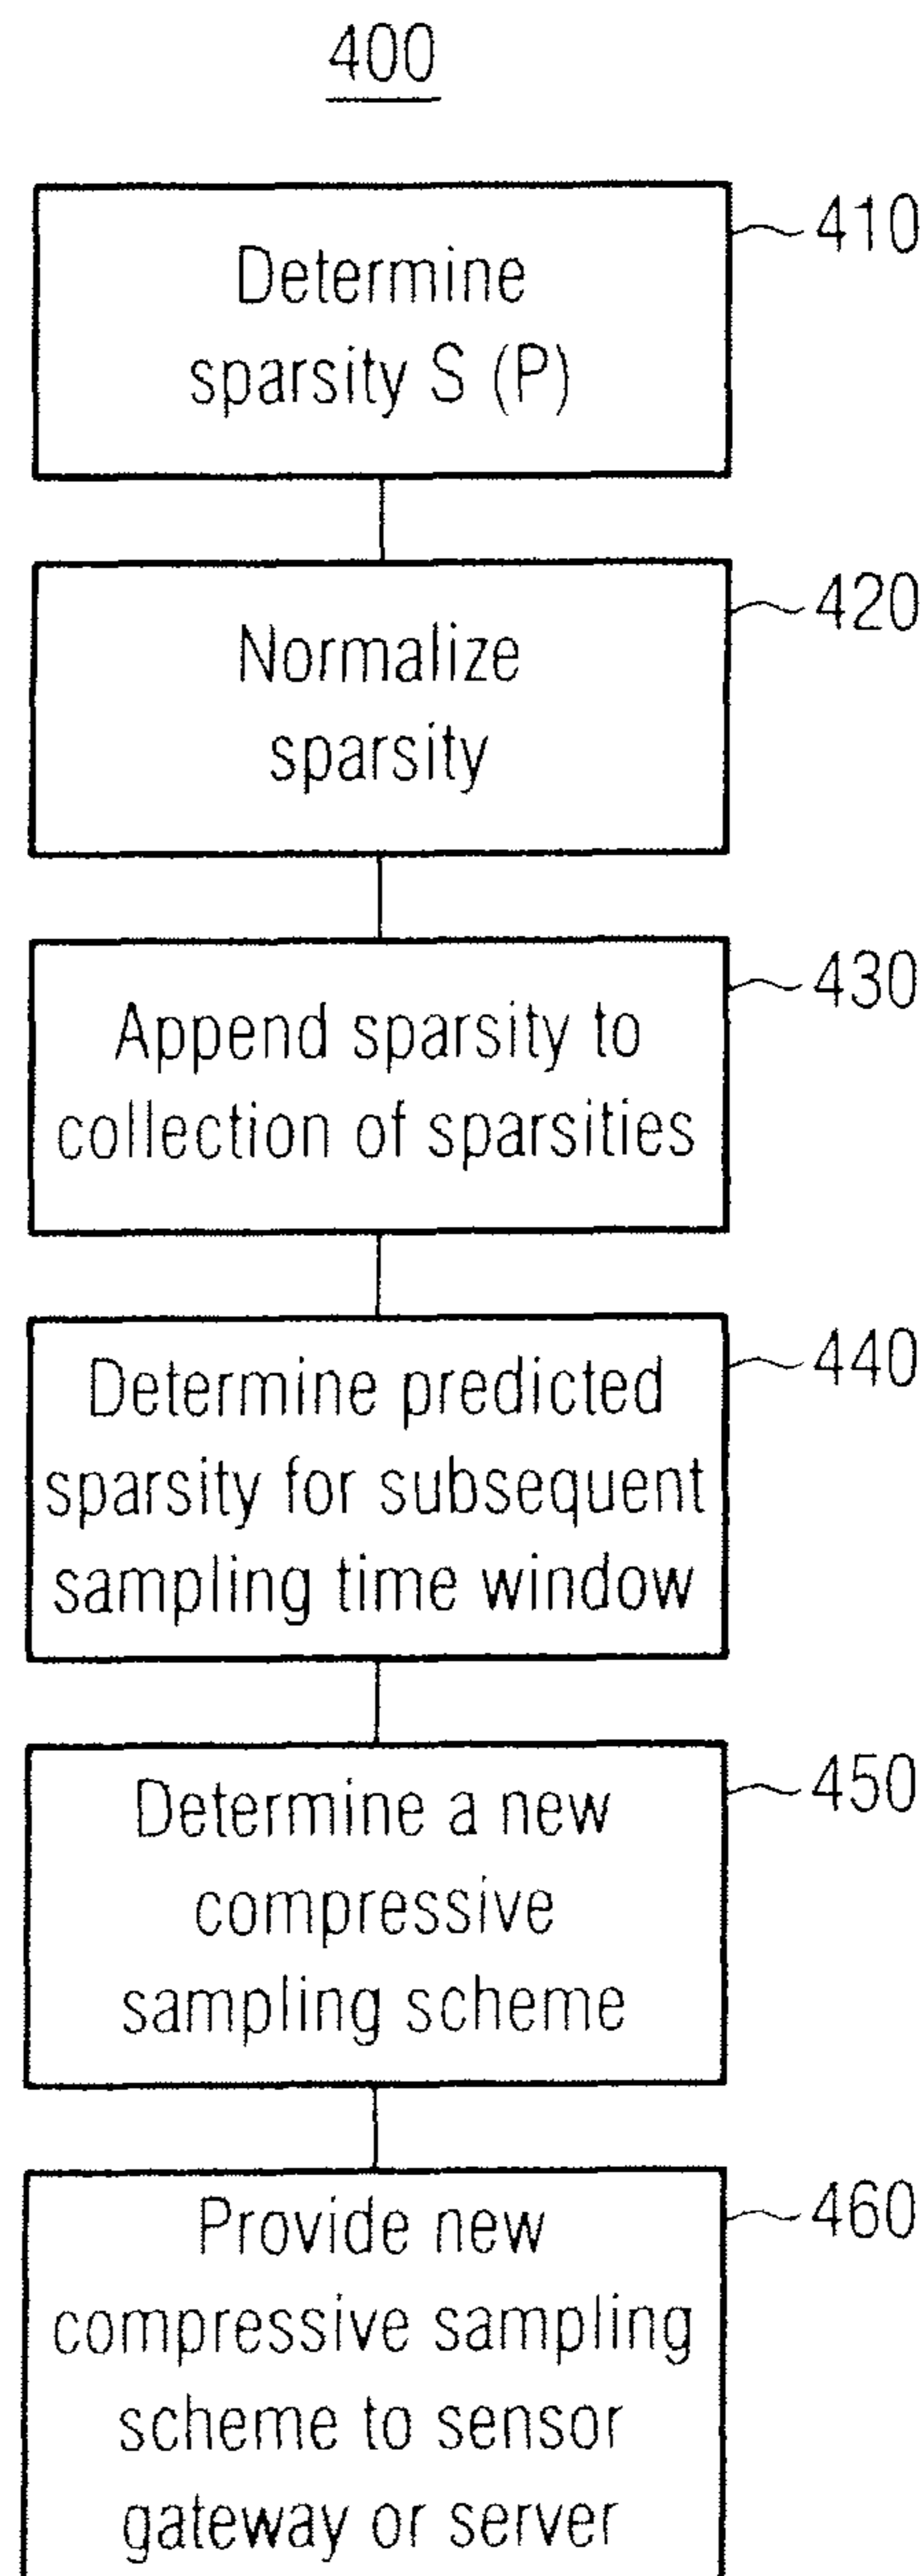 400
410
Determine
sparsity S (P)
420
Normalize
sparsity
430
Append sparsity to
collection of sparsities
440
Determine predicted
sparsity for subsequent
sampling time window
450
Determine a new
compressive
sampling scheme
460
Provide new
compressive sampling
scheme to sensor
gateway or server